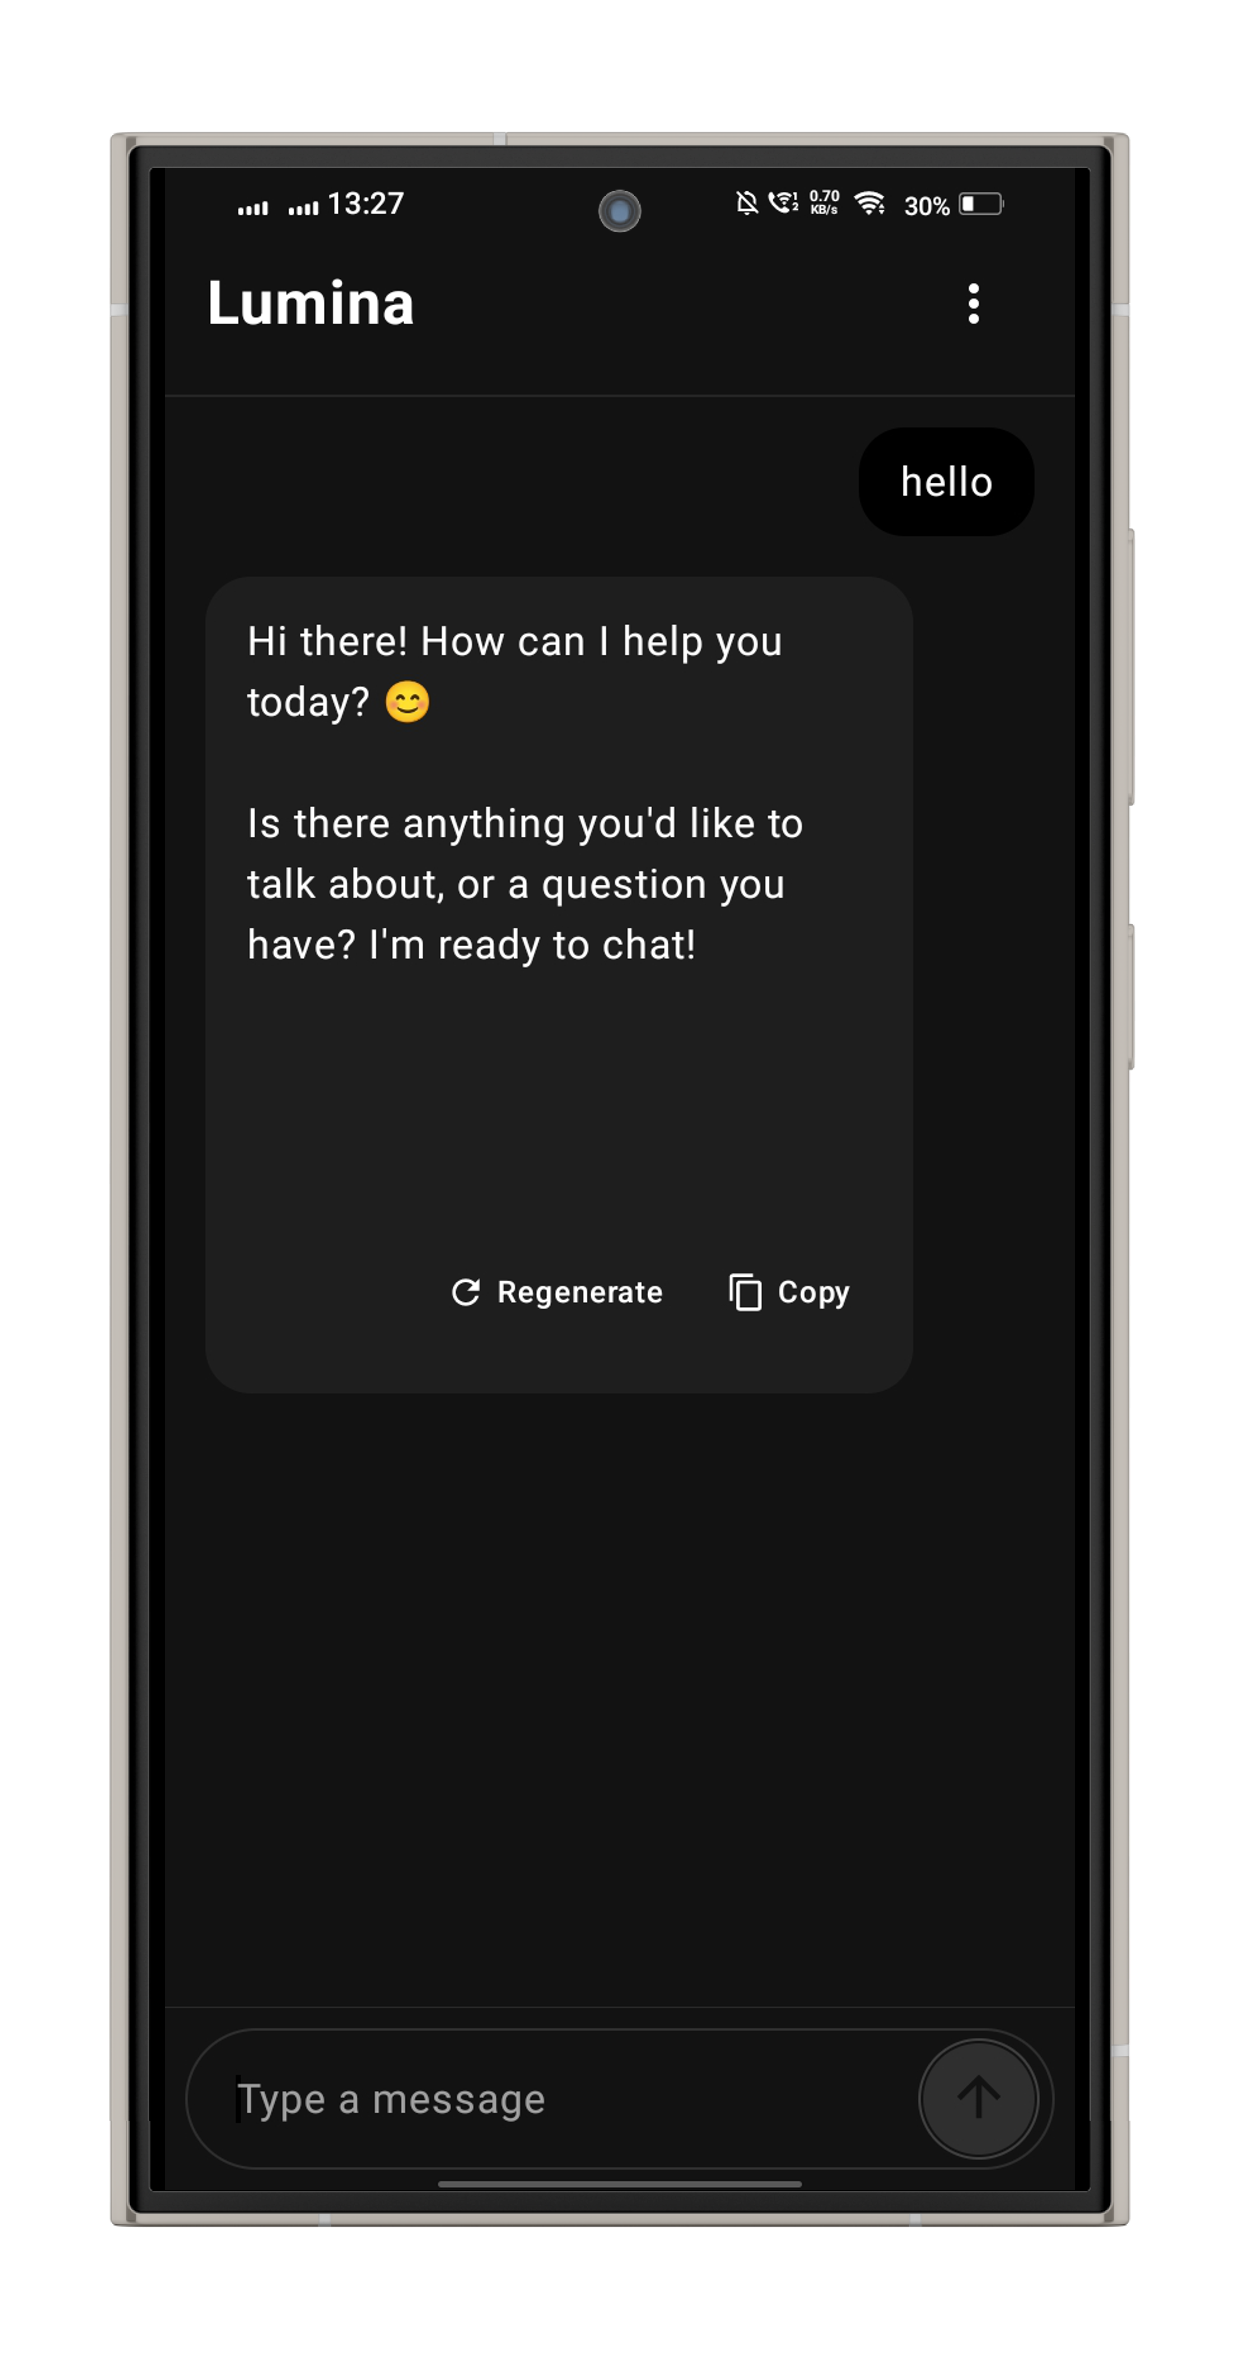 13:27 0.70 KB/s 30%
Lumina
hello
Hi there! How can I help you
today? 😊
Is there anything you'd like to
talk about, or a question you
have? I'm ready to chat!
Regenerate Copy
Type a message